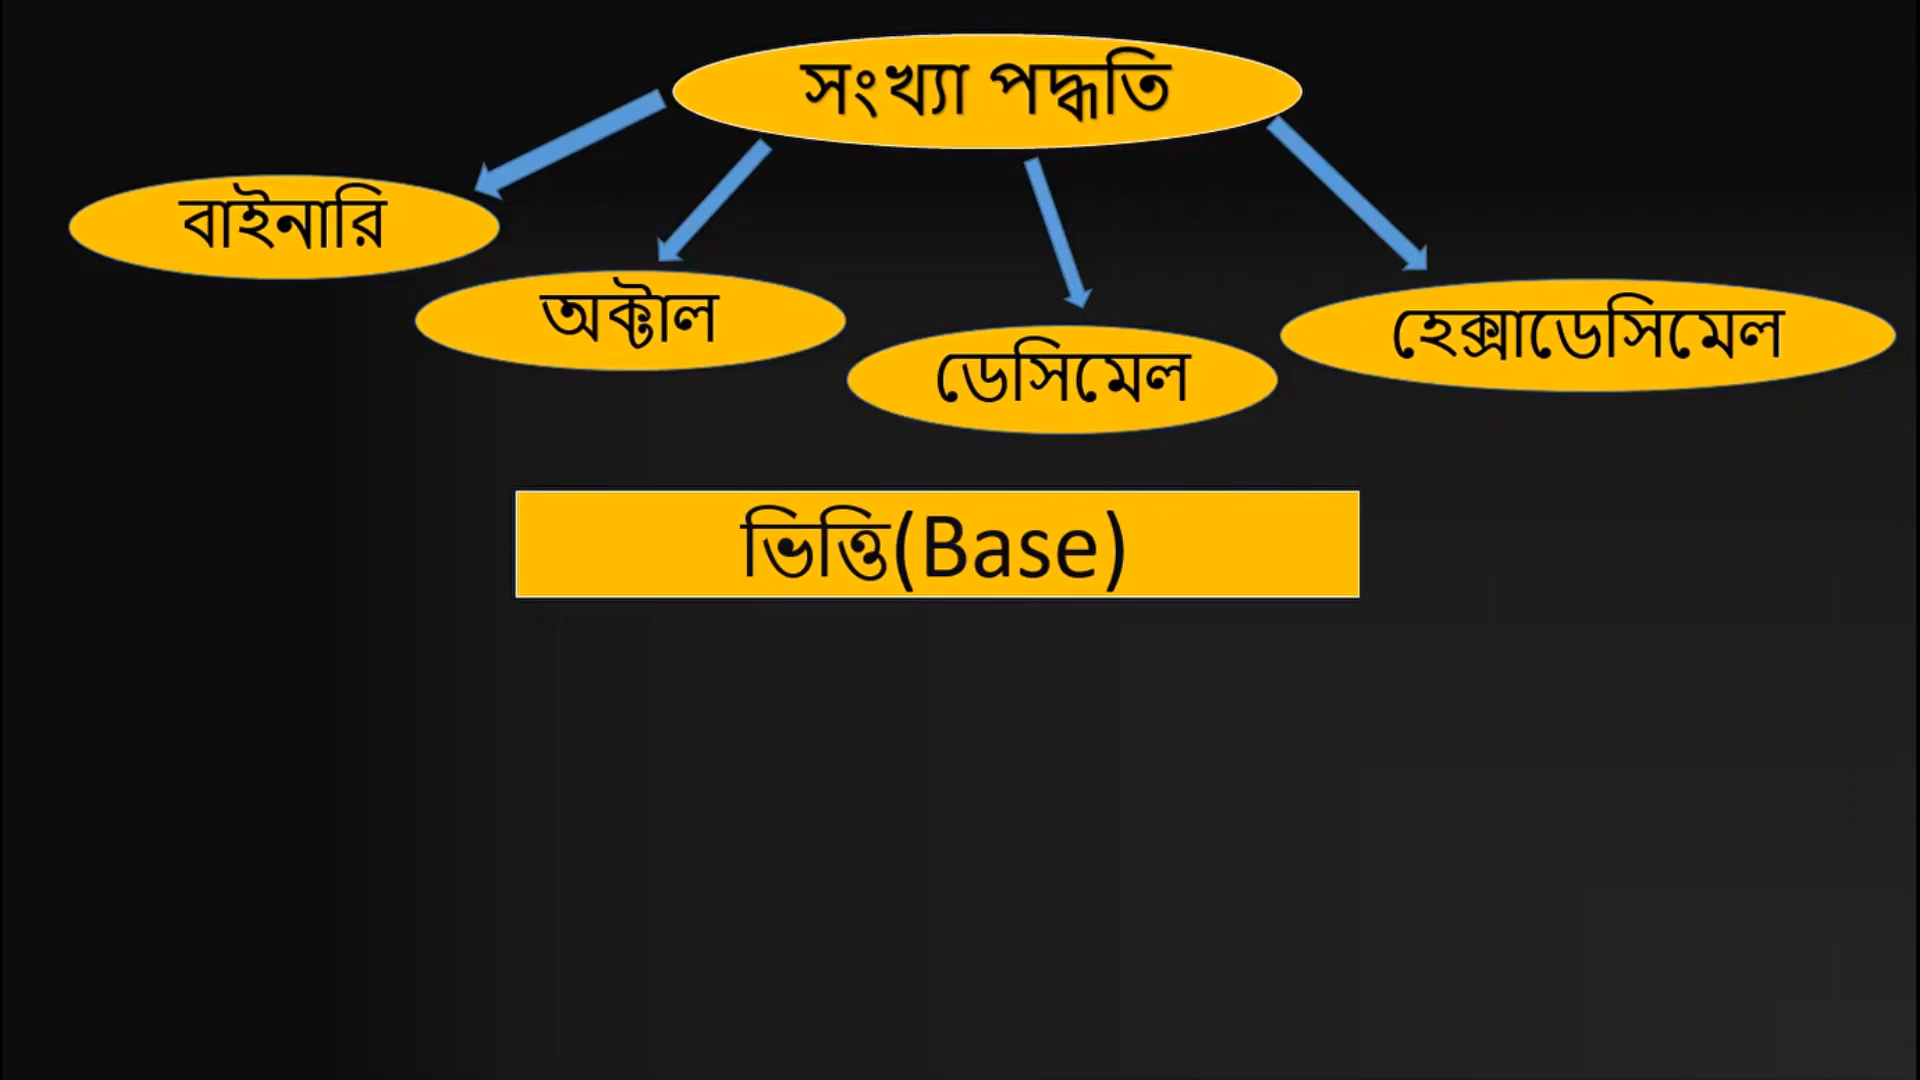 সংখ্যা পদ্ধতি
বাইনারি
অক্টাল
ডেসিমেল
হেক্সাডেসিমেল
ভিত্তি(Base)